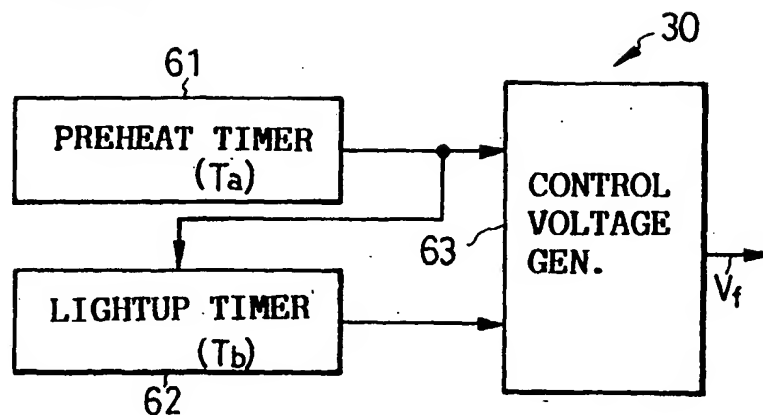 30
61
PREHEAT TIMER
(Ta)
CONTROL
VOLTAGE
GEN.
63
Vf
LIGHTUP TIMER
(Tb)
62